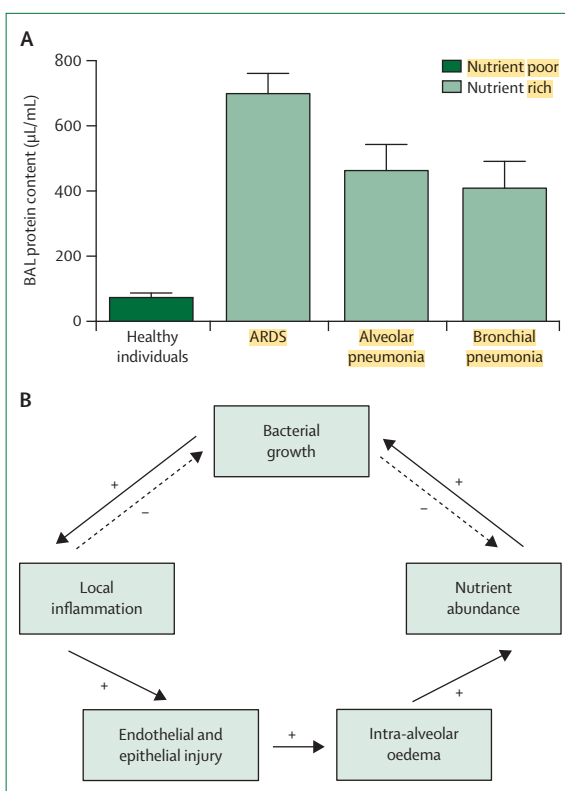 A
800
600
400
200
0
BAL protein content (µL/mL)
Nutrient poor
Nutrient rich
Healthy
individuals
ARDS
Alveolar
pneumonia
Bronchial
pneumonia
B
Bacterial
growth
+
−
+
−
Local
inflammation
Nutrient
abundance
+
+
+
Endothelial and
epithelial injury
Intra-alveolar
oedema